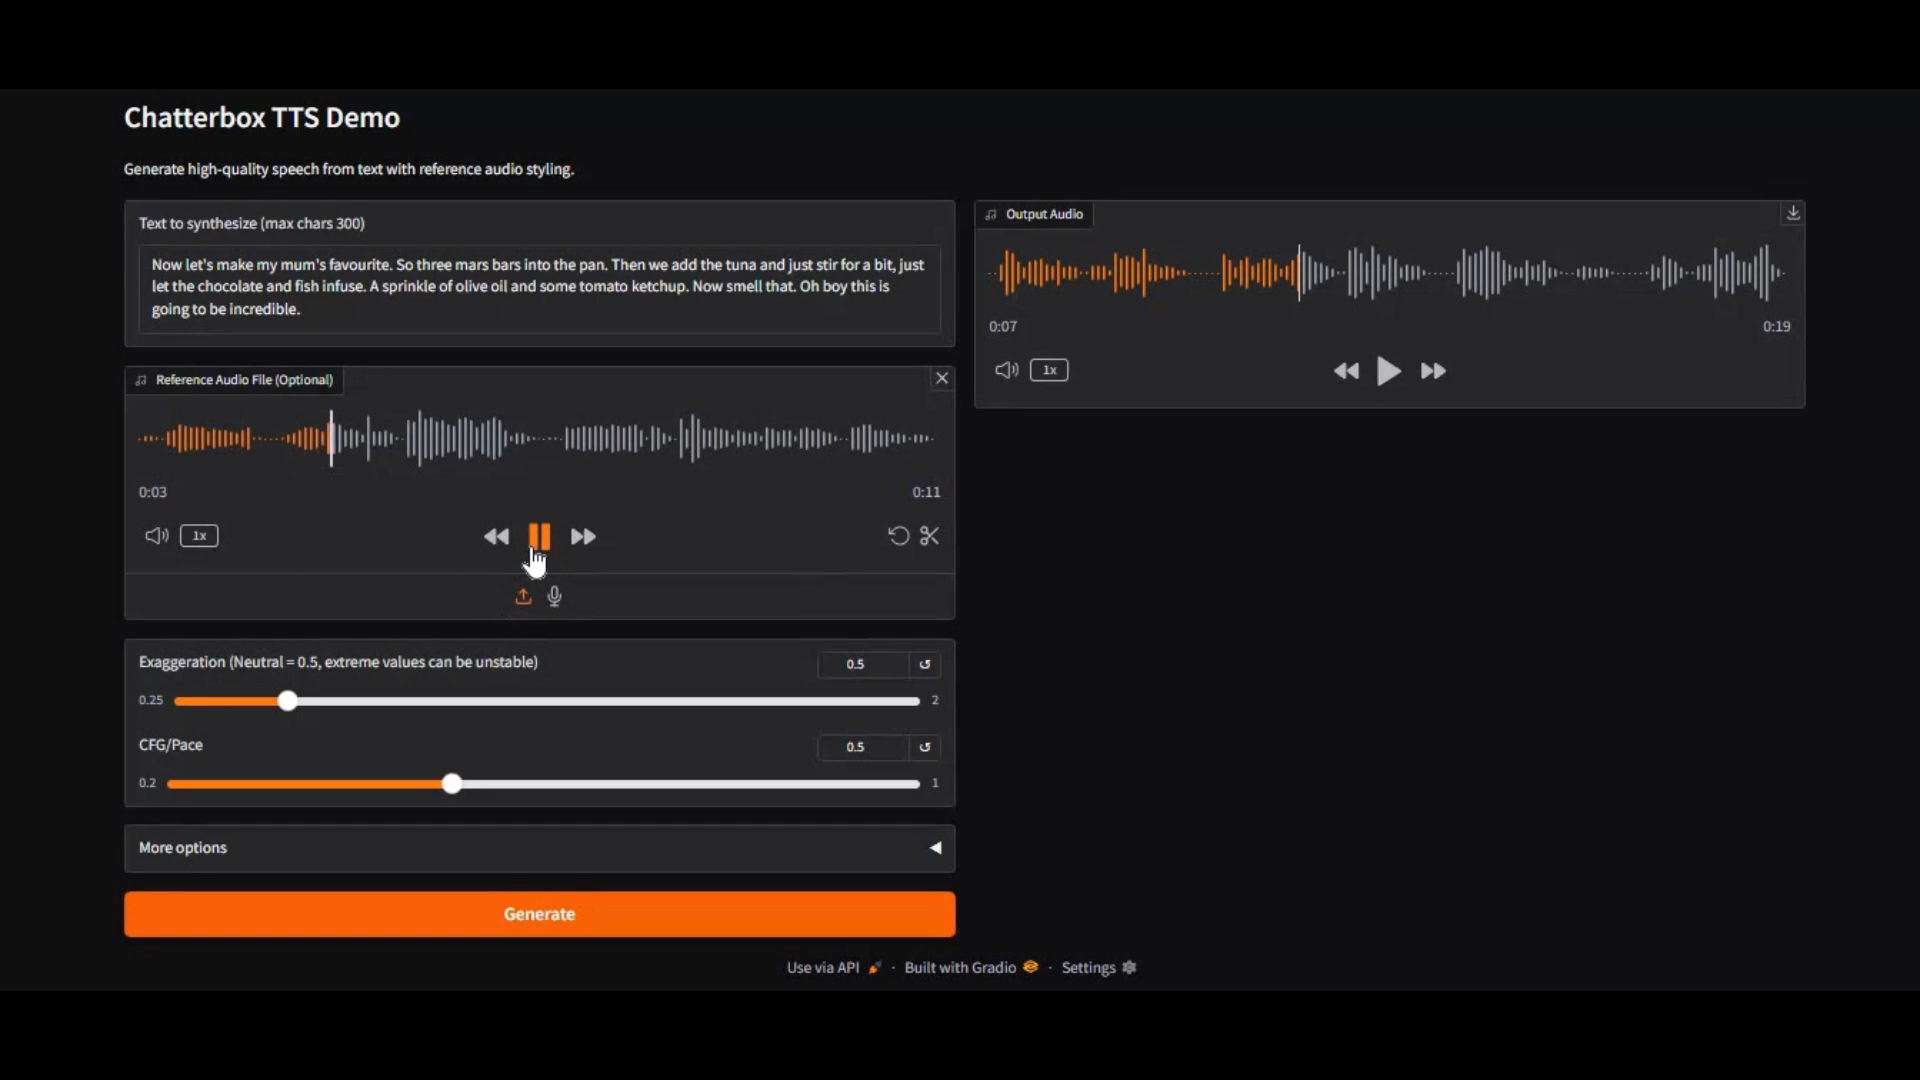 Chatterbox TTS Demo
Generate high-quality speech from text with reference audio styling.
Text to synthesize (max chars 300)
Now let's make my mum's favourite. So three mars bars into the pan. Then we add the tuna and just stir for a bit, just
let the chocolate and fish infuse. A sprinkle of olive oil and some tomato ketchup. Now smell that. Oh boy this is
going to be incredible.
Reference Audio File (Optional)
0:03
0:11
1x
Exaggeration (Neutral = 0.5, extreme values can be unstable)
0.5
0.25
2
CFG/Pace
0.5
0.2
1
More options
Generate
Output Audio
0:07
0:19
1x
Use via API · Built with Gradio · Settings